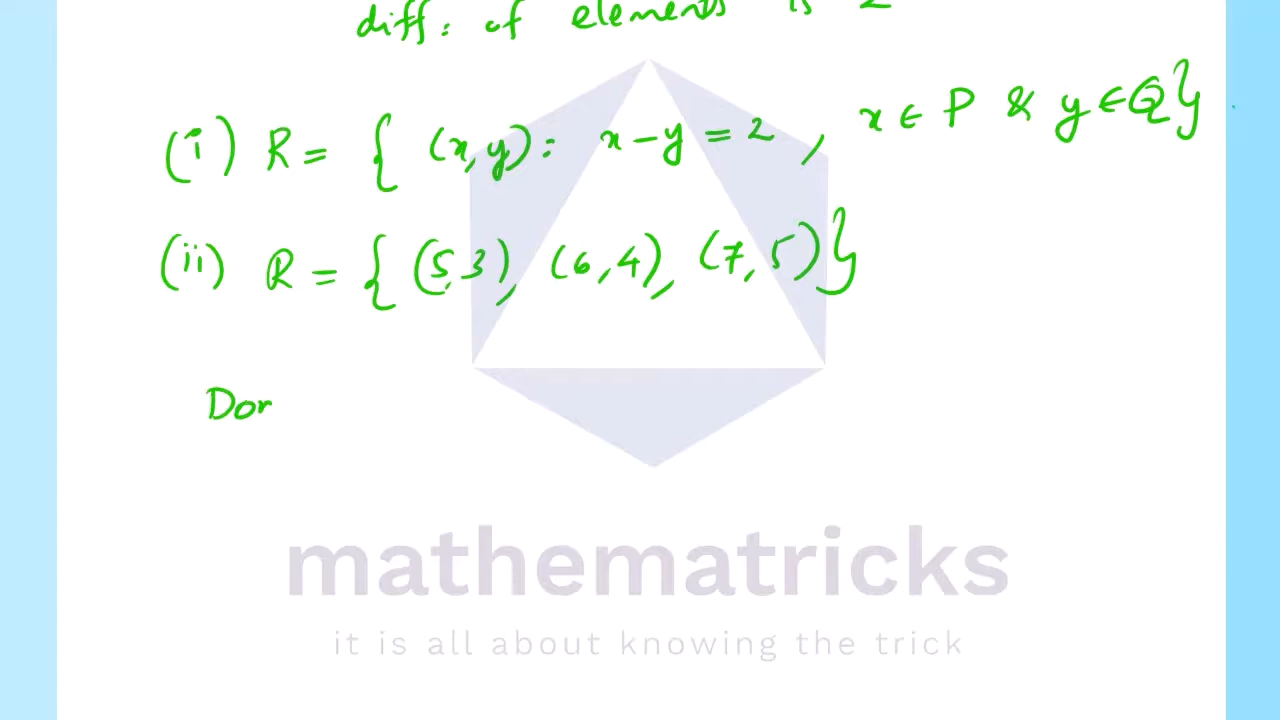 diff. of elements is 2
(i) R = { (x,y): x-y = 2 , x ∈ P & y ∈ Q}
(ii) R = { (5,3), (6,4), (7,5)}
Dor
mathematricks
it is all about knowing the trick